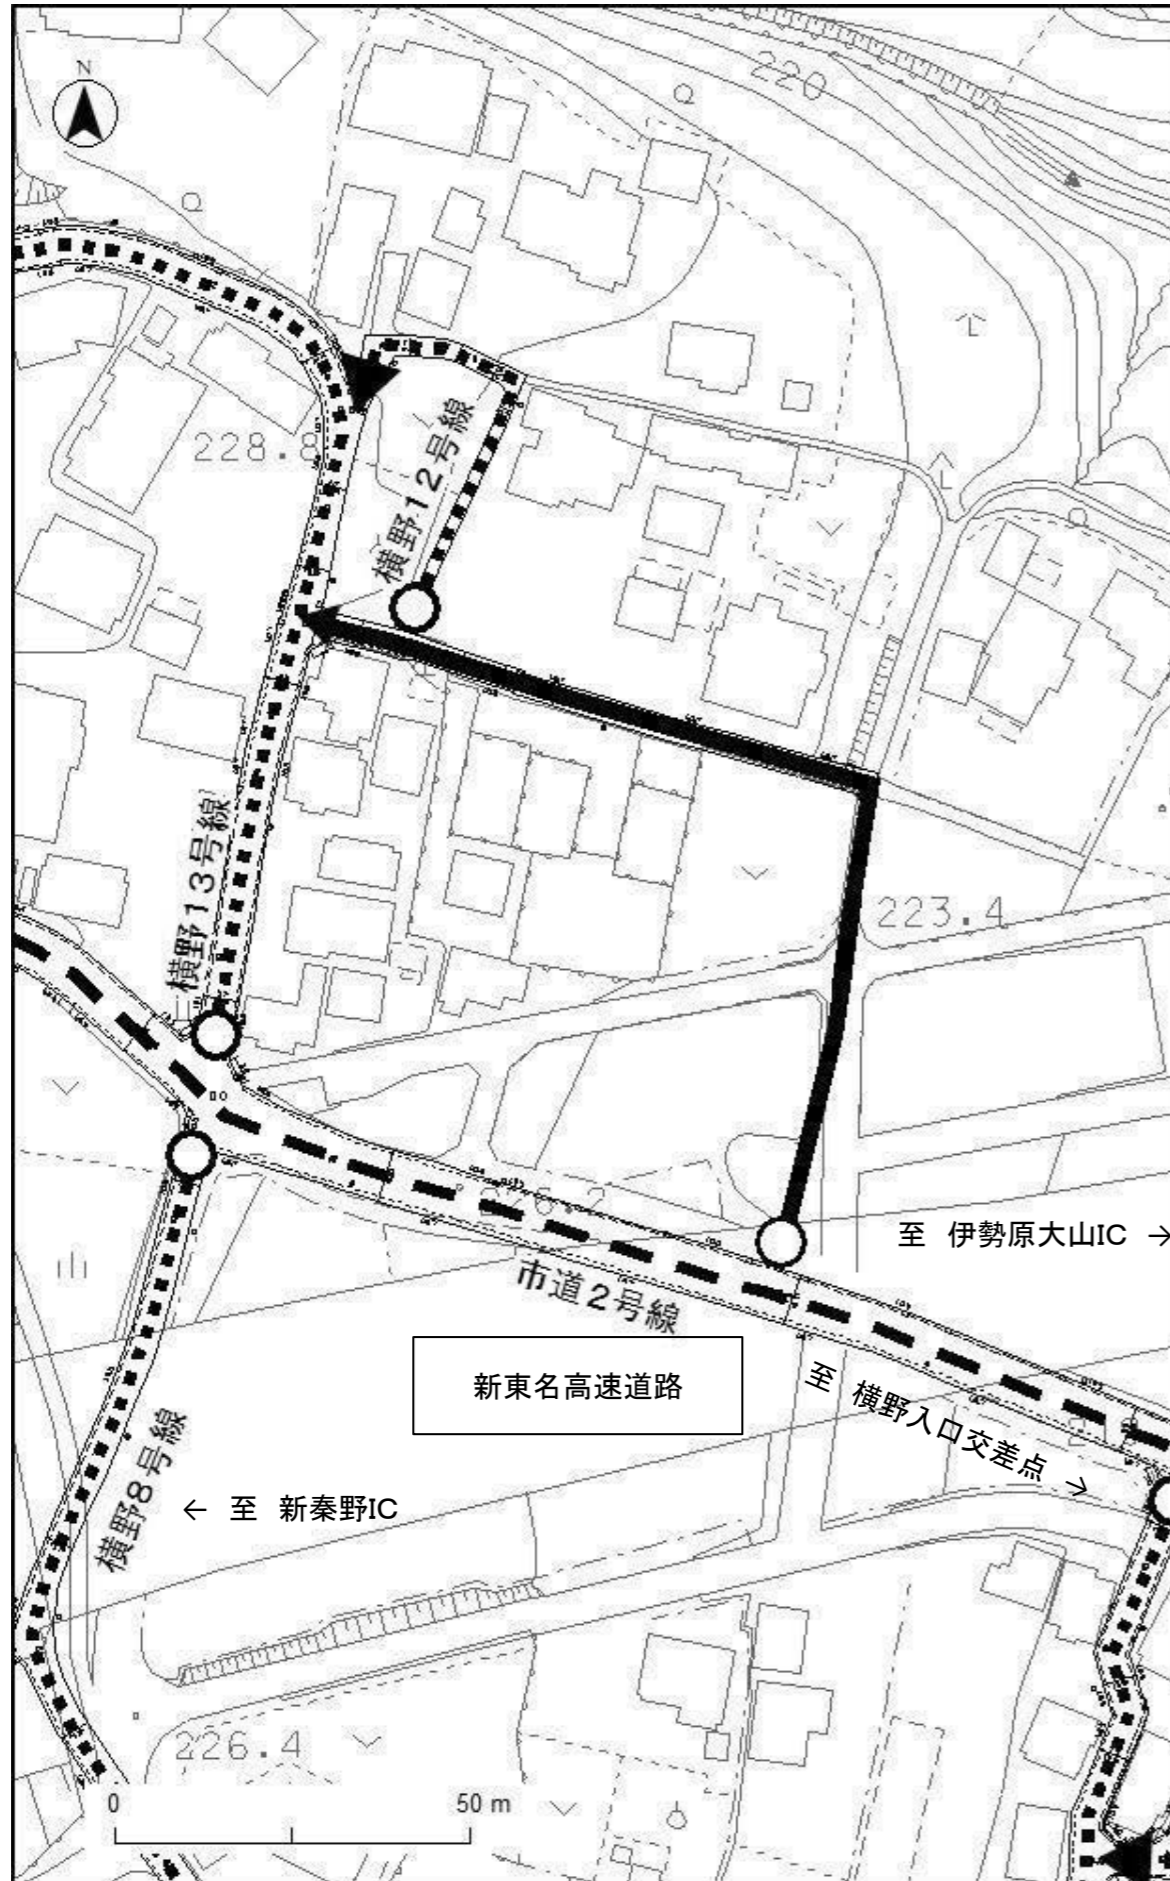 N
220
228.8
横野12号線
横野13号線
223.4
至 伊勢原大山IC →
市道2号線
新東名高速道路
至 横野入口交差点 →
横野8号線
← 至 新秦野IC
226.4
0
50 m